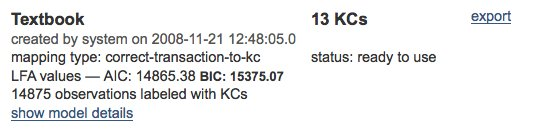 Textbook 13 KCs export
created by system on 2008-11-21 12:48:05.0
mapping type: correct-transaction-to-kc status: ready to use
LFA values — AIC: 14865.38 BIC: 15375.07
14875 observations labeled with KCs
show model details